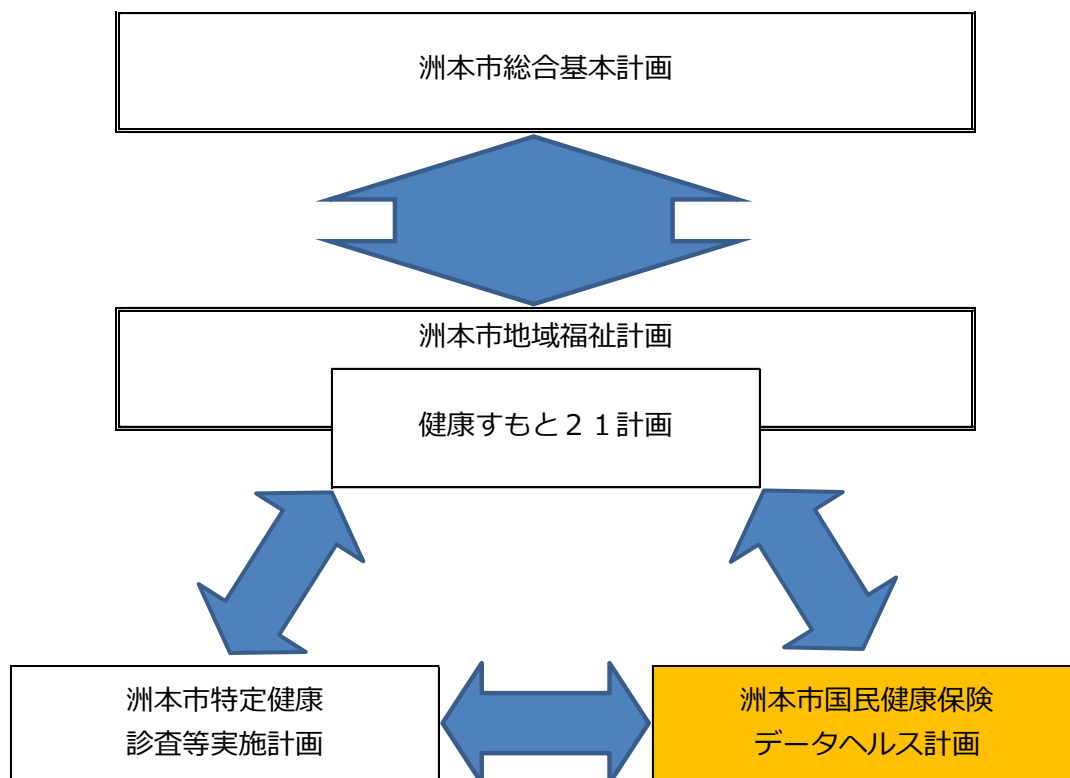 洲本市総合基本計画
洲本市地域福祉計画
健康すもと２１計画
洲本市特定健康
診査等実施計画
洲本市国民健康保険
データヘルス計画